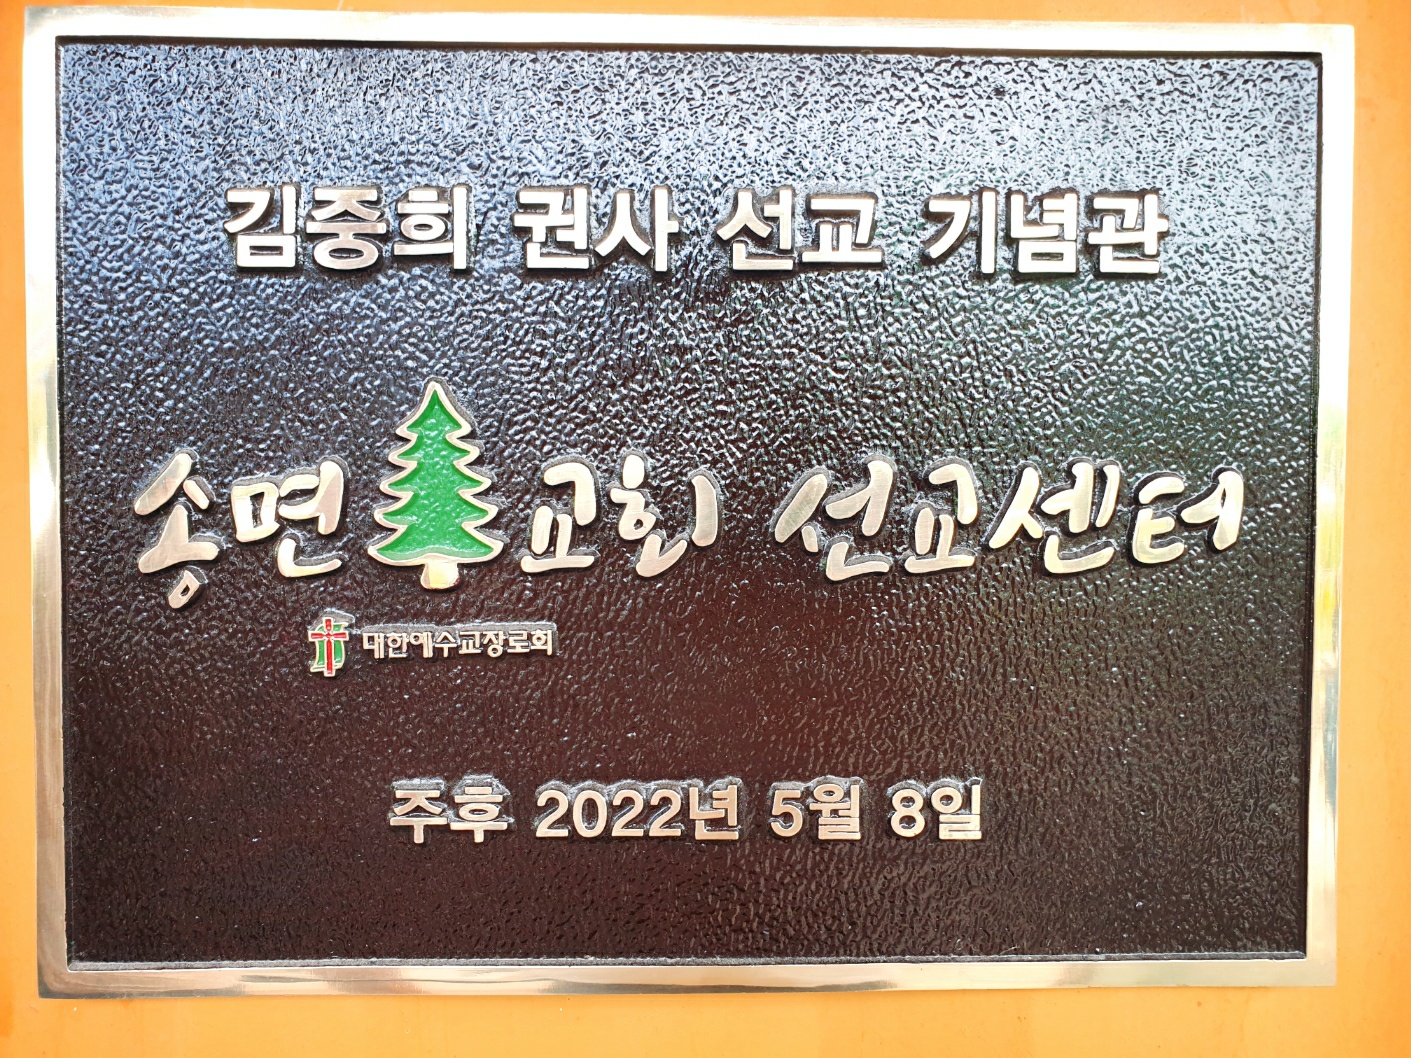 김중희 권사 선교 기념관
송면교회 선교센터
대한예수교장로회
주후 2022년 5월 8일